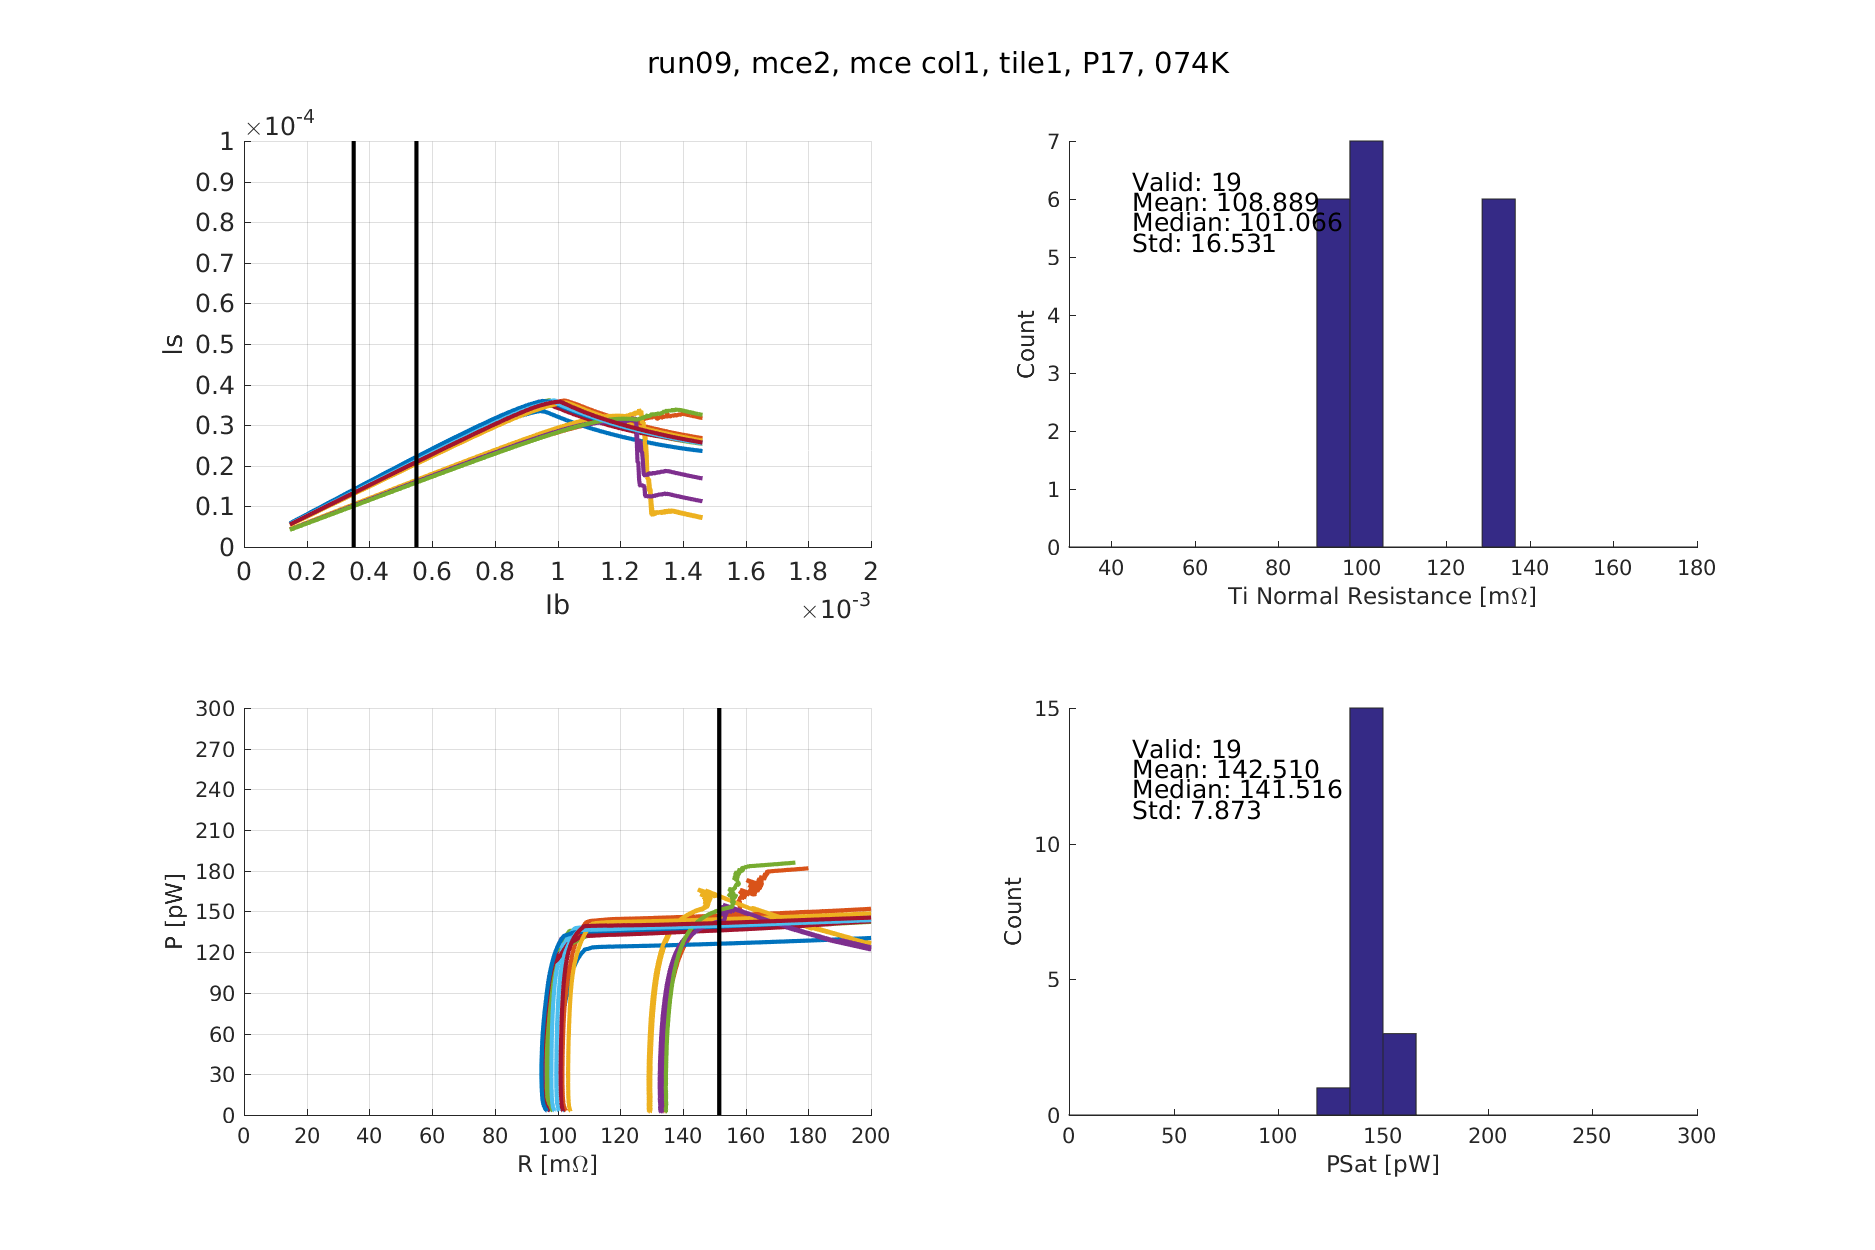 run09, mce2, mce col1, tile1, P17, 074K
×10-4
1
0.9
0.8
0.7
0.6
0.5
0.4
0.3
0.2
0.1
0
Is
0 0.2 0.4 0.6 0.8 1 1.2 1.4 1.6 1.8 2
Ib
×10-3
7
6
5
4
3
2
1
0
Count
Valid: 19
Mean: 108.889
Median: 101.066
Std: 16.531
40 60 80 100 120 140 160 180
Ti Normal Resistance [mΩ]
300
270
240
210
180
150
120
90
60
30
0
P [pW]
0 20 40 60 80 100 120 140 160 180 200
R [mΩ]
15
10
5
0
Count
Valid: 19
Mean: 142.510
Median: 141.516
Std: 7.873
0 50 100 150 200 250 300
PSat [pW]